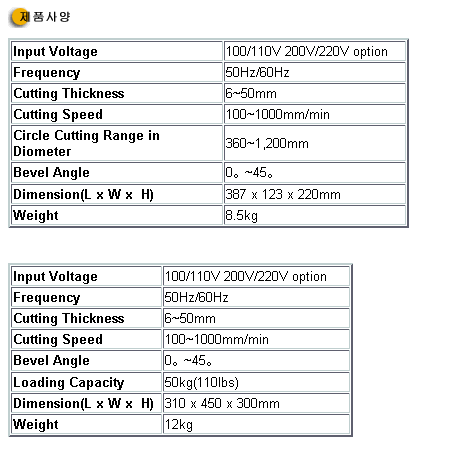 제품사양
Input Voltage 100/110V 200V/220V option
Frequency 50Hz/60Hz
Cutting Thickness 6~50mm
Cutting Speed 100~1000mm/min
Circle Cutting Range in
Diometer 360~1,200mm
Bevel Angle 0。~45。
Dimension(L x W x H) 387 x 123 x 220mm
Weight 8.5kg
Input Voltage 100/110V 200V/220V option
Frequency 50Hz/60Hz
Cutting Thickness 6~50mm
Cutting Speed 100~1000mm/min
Bevel Angle 0。~45。
Loading Capacity 50kg(110lbs)
Dimension(L x W x H) 310 x 450 x 300mm
Weight 12kg